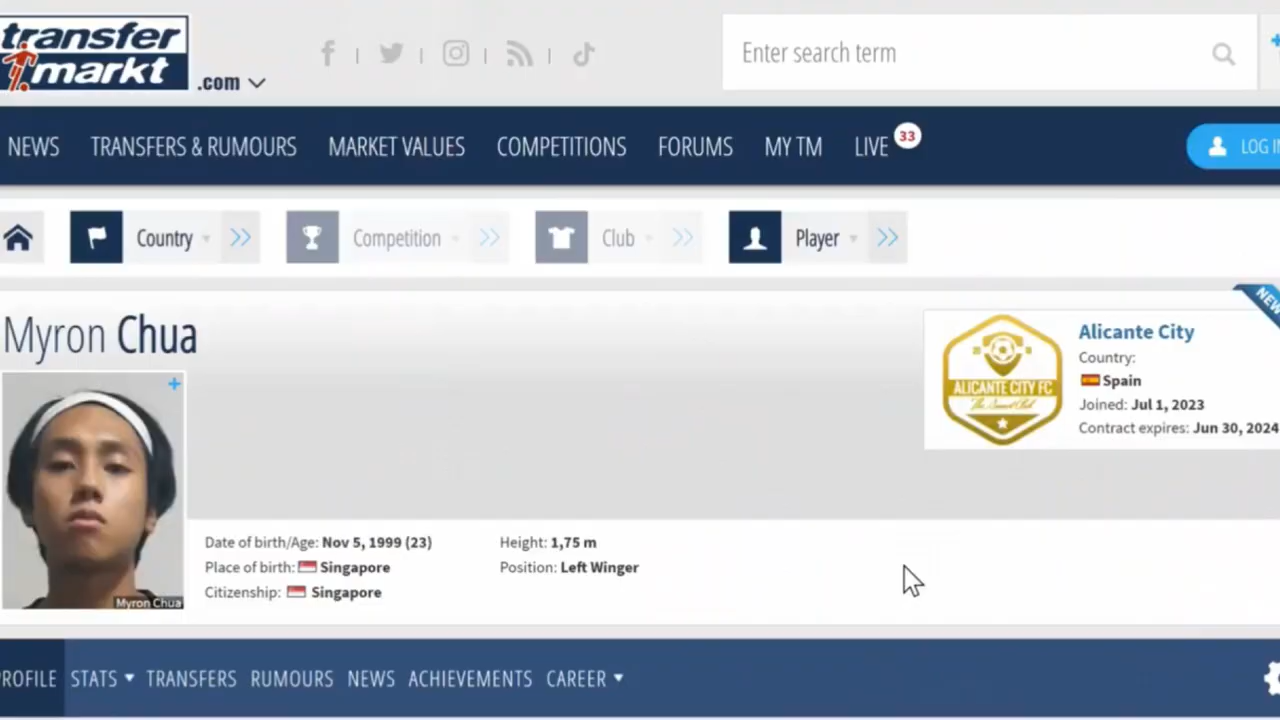 transfer
markt
.com
Enter search term
NEWS TRANSFERS & RUMOURS MARKET VALUES COMPETITIONS FORUMS MY TM LIVE 33
LOG IN
Country Competition Club Player
NEW
Myron Chua
ALICANTE CITY FC
Alicante City
Country:
Spain
Joined: Jul 1, 2023
Contract expires: Jun 30, 2024
Myron Chua
Date of birth/Age: Nov 5, 1999 (23)
Place of birth: Singapore
Citizenship: Singapore
Height: 1,75 m
Position: Left Winger
PROFILE STATS TRANSFERS RUMOURS NEWS ACHIEVEMENTS CAREER